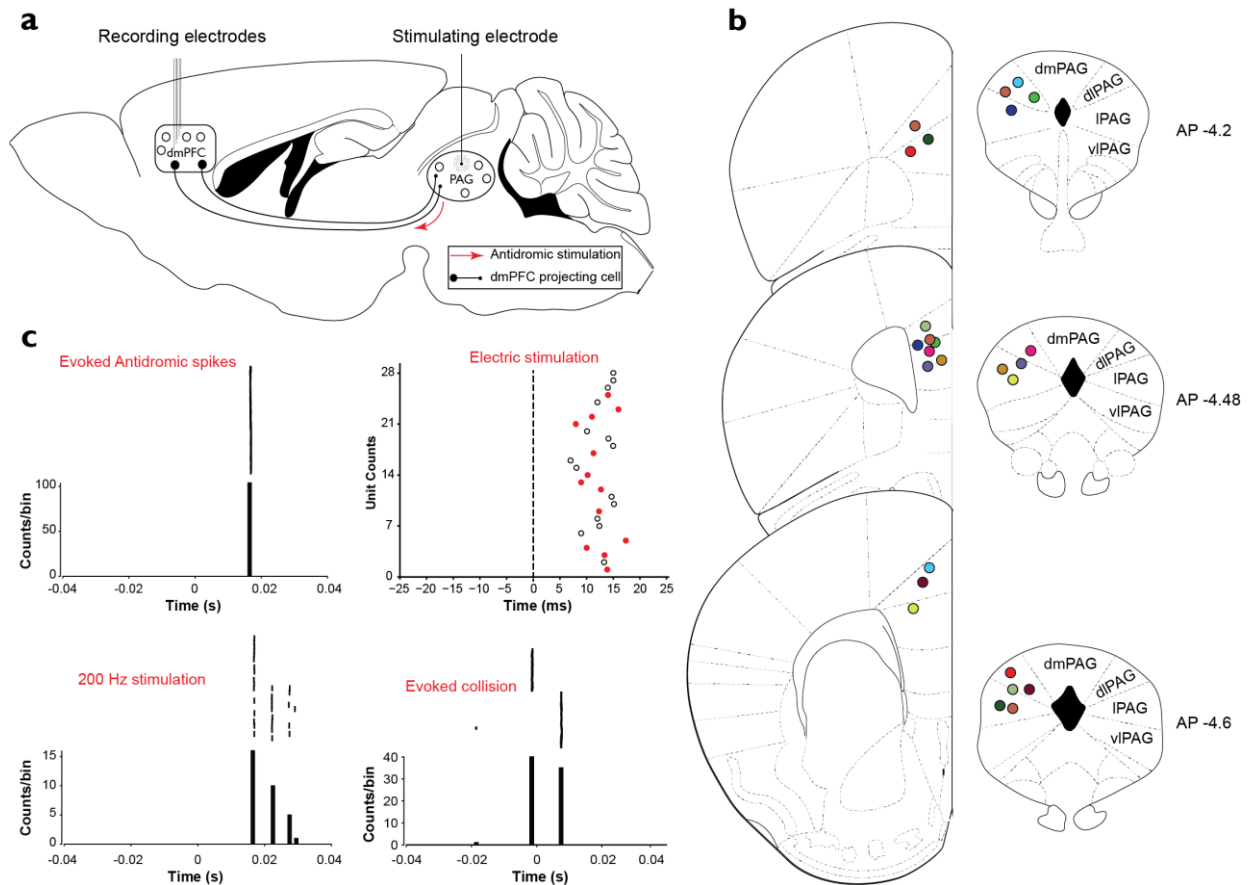 a
Recording electrodes
Stimulating electrode
dmPFC
PAG
Antidromic stimulation
dmPFC projecting cell
b
dmPAG
dlPAG
lPAG
vlPAG
AP -4.2
dmPAG
dlPAG
lPAG
vlPAG
AP -4.48
dmPAG
dlPAG
lPAG
vlPAG
AP -4.6
c
Evoked Antidromic spikes
Counts/bin
100
50
0
-0.04 -0.02 0 0.02 0.04
Time (s)
Electric stimulation
Unit Counts
28
21
14
7
0
−25 −20 −15 −10 −5 0 5 10 15 20 25
Time (ms)
200 Hz stimulation
Counts/bin
15
10
5
0
-0.04 -0.02 0 0.02 0.04
Time (s)
Evoked collision
Counts/bin
40
30
20
10
0
-0.04 -0.02 0 0.02 0.04
Time (s)